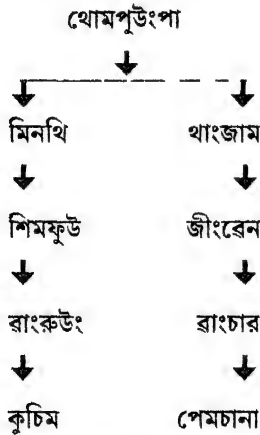 থোমপুউংপা
মিনথি থাংজাম
শিমফুউ জীংৱেন
ৱাংরুউং ৱাংচার
কুচিম পেমচানা